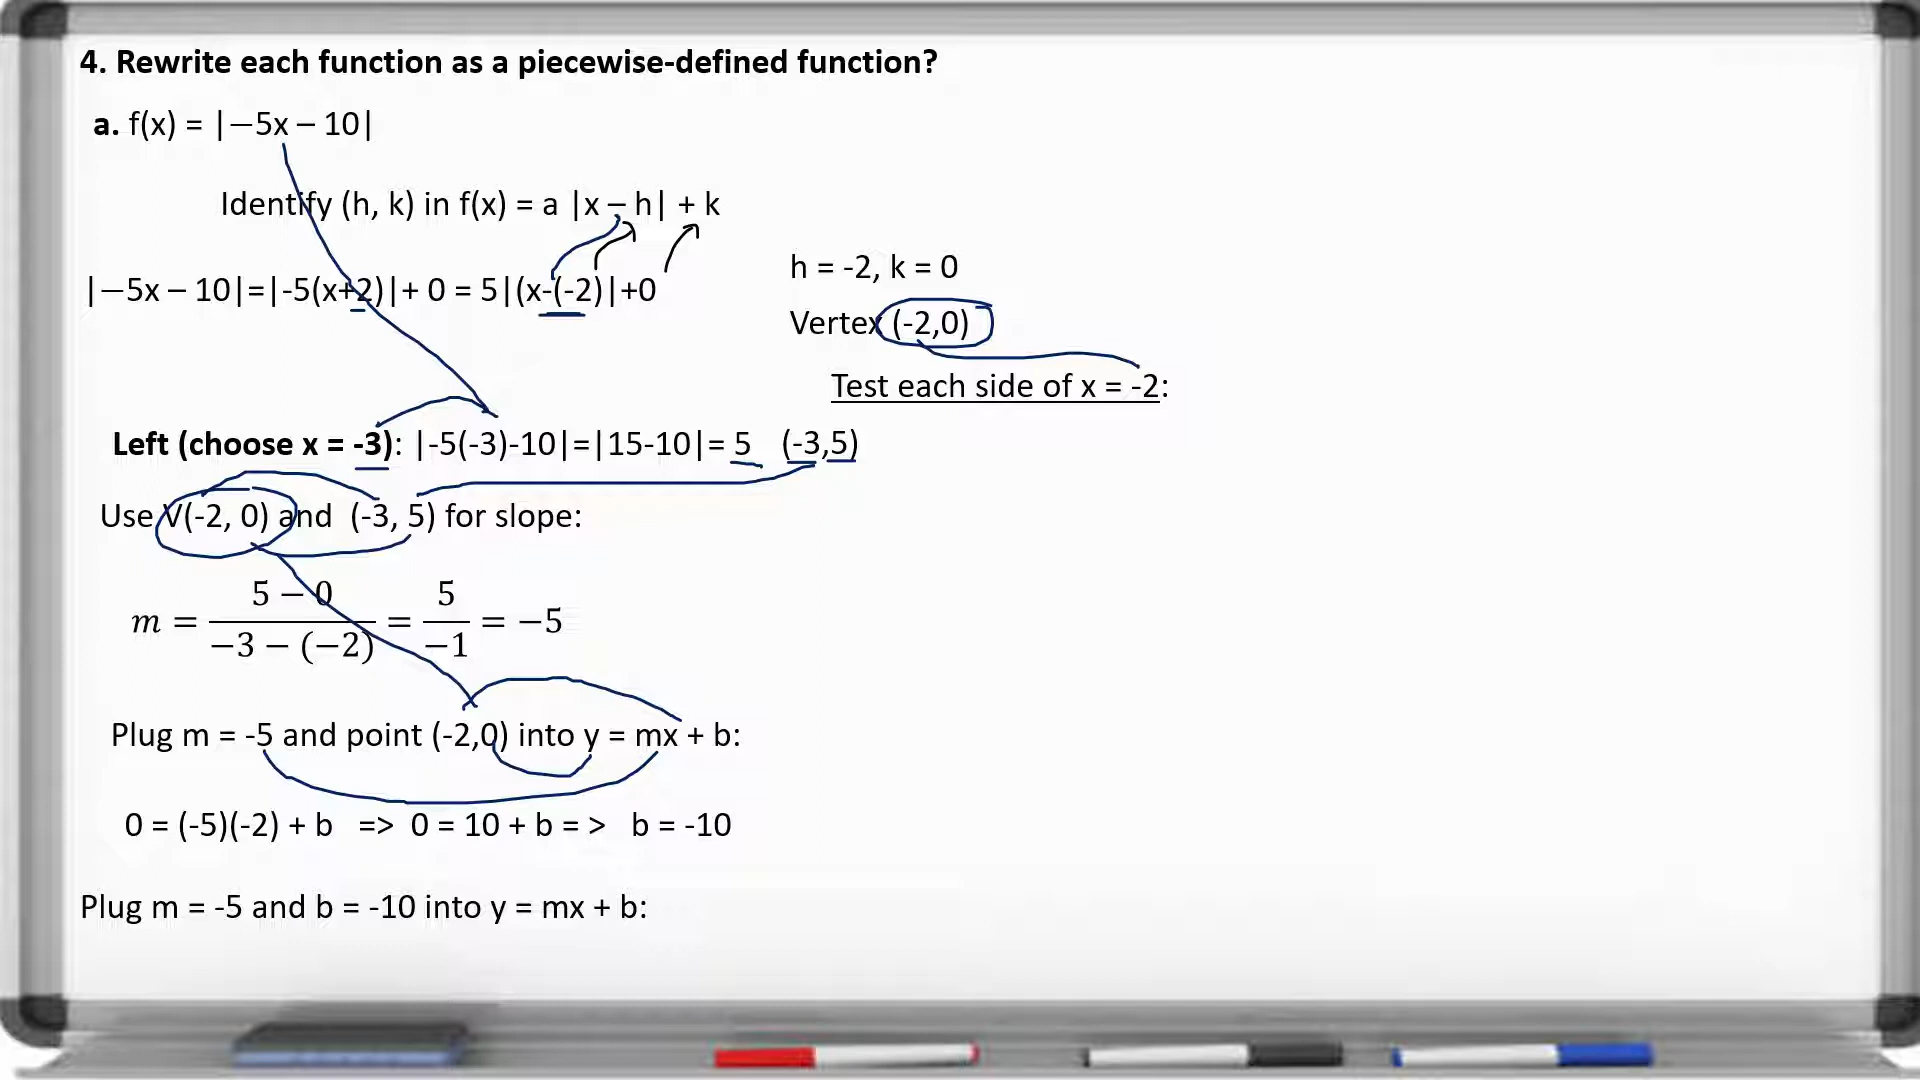 4. Rewrite each function as a piecewise-defined function?
a. f(x) = |−5x − 10|
Identify (h, k) in f(x) = a |x − h| + k
|−5x − 10|=|-5(x+2)|+ 0 = 5|(x-(-2)|+0
h = -2, k = 0
Vertex (-2,0)
Test each side of x = -2:
Left (choose x = -3): |-5(-3)-10|=|15-10|= 5 (-3,5)
Use V(-2, 0) and (-3, 5) for slope:
m = \frac{5 − 0}{−3 − (−2)} = \frac{5}{−1} = −5
Plug m = -5 and point (-2,0) into y = mx + b:
0 = (-5)(-2) + b => 0 = 10 + b = > b = -10
Plug m = -5 and b = -10 into y = mx + b: